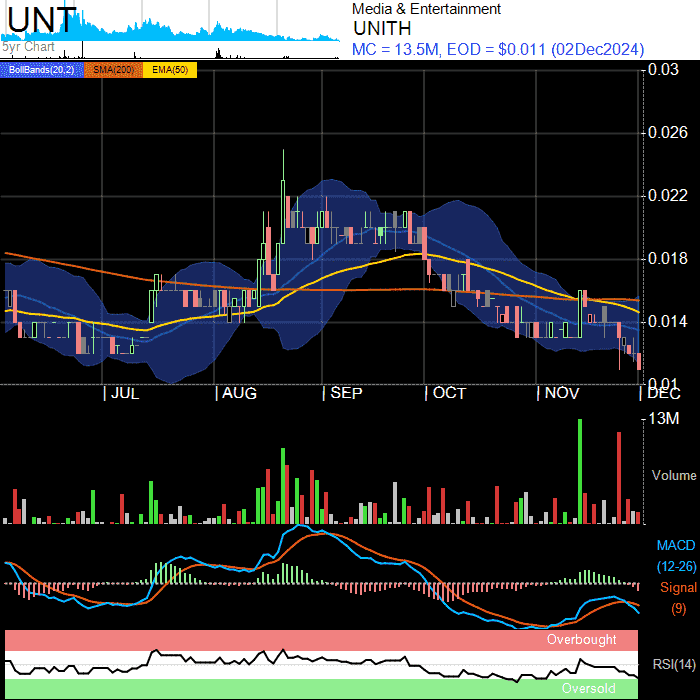 UNT
5yr Chart
Media & Entertainment
UNITH
MC = 13.5M, EOD = $0.011 (02Dec2024)
BollBands(20,2) SMA(200) EMA(50)
0.03
0.026
0.022
0.018
0.014
0.01
JUL AUG SEP OCT NOV DEC
13M
Volume
MACD
(12-26)
Signal
(9)
Overbought
RSI(14)
Oversold